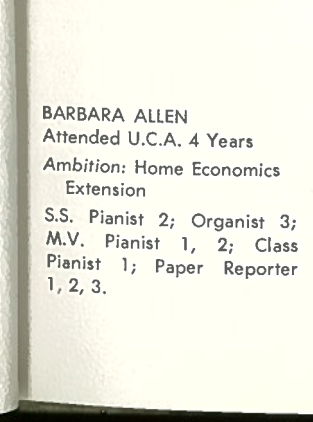 BARBARA ALLEN
Attended U.C.A. 4 Years
Ambition: Home Economics
Extension
S.S. Pianist 2; Organist 3;
M.V. Pianist 1, 2; Class
Pianist 1; Paper Reporter
1, 2, 3.